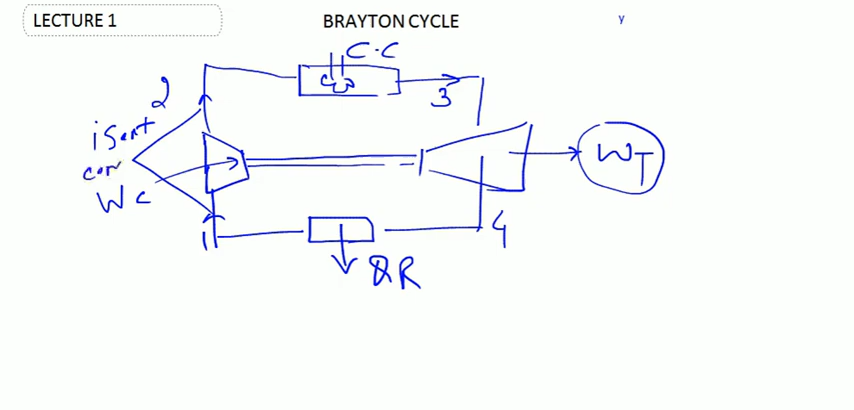 LECTURE 1
BRAYTON CYCLE
y
C.C
2
3
isent
com
Wc
WT
1
4
QR